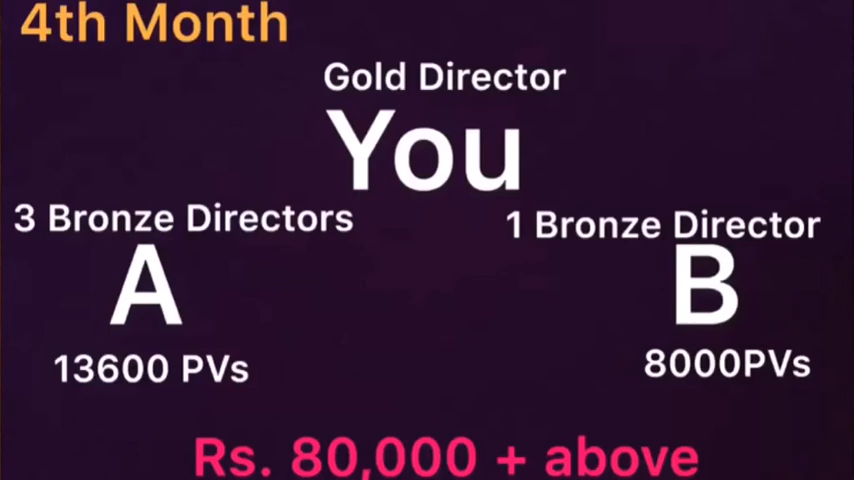 4th Month
Gold Director
You
3 Bronze Directors
1 Bronze Director
A
B
13600 PVs
8000PVs
Rs. 80,000 + above